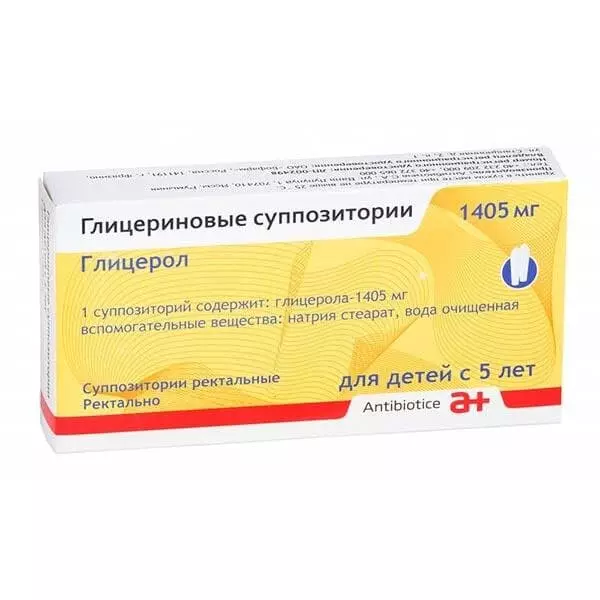 Глицериновые суппозитории
1405 мг
Глицерол
1 суппозиторий содержит: глицерола-1405 мг
вспомогательные вещества: натрия стеарат, вода очищенная
Суппозитории ректальные
Ректально
для детей с 5 лет
Antibiotice a+